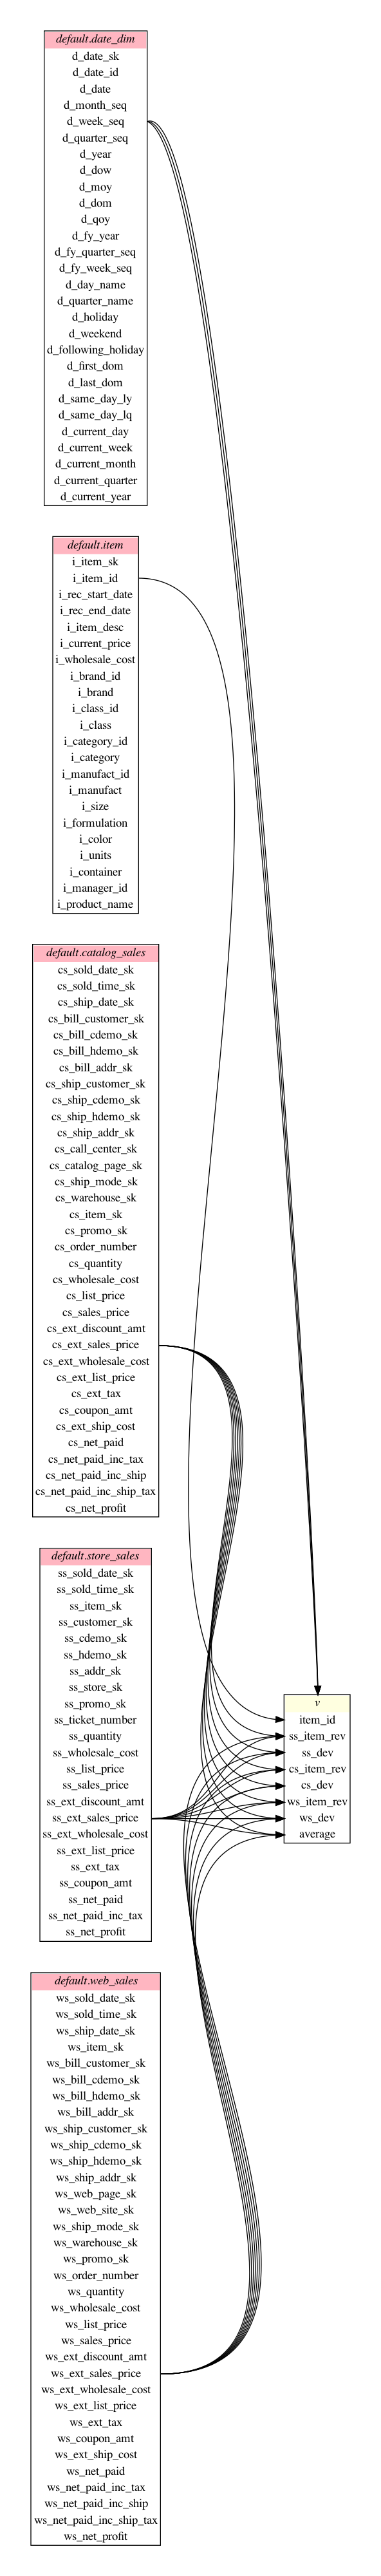 default.date_dim
d_date_sk
d_date_id
d_date
d_month_seq
d_week_seq
d_quarter_seq
d_year
d_dow
d_moy
d_dom
d_qoy
d_fy_year
d_fy_quarter_seq
d_fy_week_seq
d_day_name
d_quarter_name
d_holiday
d_weekend
d_following_holiday
d_first_dom
d_last_dom
d_same_day_ly
d_same_day_lq
d_current_day
d_current_week
d_current_month
d_current_quarter
d_current_year
default.item
i_item_sk
i_item_id
i_rec_start_date
i_rec_end_date
i_item_desc
i_current_price
i_wholesale_cost
i_brand_id
i_brand
i_class_id
i_class
i_category_id
i_category
i_manufact_id
i_manufact
i_size
i_formulation
i_color
i_units
i_container
i_manager_id
i_product_name
default.catalog_sales
cs_sold_date_sk
cs_sold_time_sk
cs_ship_date_sk
cs_bill_customer_sk
cs_bill_cdemo_sk
cs_bill_hdemo_sk
cs_bill_addr_sk
cs_ship_customer_sk
cs_ship_cdemo_sk
cs_ship_hdemo_sk
cs_ship_addr_sk
cs_call_center_sk
cs_catalog_page_sk
cs_ship_mode_sk
cs_warehouse_sk
cs_item_sk
cs_promo_sk
cs_order_number
cs_quantity
cs_wholesale_cost
cs_list_price
cs_sales_price
cs_ext_discount_amt
cs_ext_sales_price
cs_ext_wholesale_cost
cs_ext_list_price
cs_ext_tax
cs_coupon_amt
cs_ext_ship_cost
cs_net_paid
cs_net_paid_inc_tax
cs_net_paid_inc_ship
cs_net_paid_inc_ship_tax
cs_net_profit
default.store_sales
ss_sold_date_sk
ss_sold_time_sk
ss_item_sk
ss_customer_sk
ss_cdemo_sk
ss_hdemo_sk
ss_addr_sk
ss_store_sk
ss_promo_sk
ss_ticket_number
ss_quantity
ss_wholesale_cost
ss_list_price
ss_sales_price
ss_ext_discount_amt
ss_ext_sales_price
ss_ext_wholesale_cost
ss_ext_list_price
ss_ext_tax
ss_coupon_amt
ss_net_paid
ss_net_paid_inc_tax
ss_net_profit
v
item_id
ss_item_rev
ss_dev
cs_item_rev
cs_dev
ws_item_rev
ws_dev
average
default.web_sales
ws_sold_date_sk
ws_sold_time_sk
ws_ship_date_sk
ws_item_sk
ws_bill_customer_sk
ws_bill_cdemo_sk
ws_bill_hdemo_sk
ws_bill_addr_sk
ws_ship_customer_sk
ws_ship_cdemo_sk
ws_ship_hdemo_sk
ws_ship_addr_sk
ws_web_page_sk
ws_web_site_sk
ws_ship_mode_sk
ws_warehouse_sk
ws_promo_sk
ws_order_number
ws_quantity
ws_wholesale_cost
ws_list_price
ws_sales_price
ws_ext_discount_amt
ws_ext_sales_price
ws_ext_wholesale_cost
ws_ext_list_price
ws_ext_tax
ws_coupon_amt
ws_ext_ship_cost
ws_net_paid
ws_net_paid_inc_tax
ws_net_paid_inc_ship
ws_net_paid_inc_ship_tax
ws_net_profit